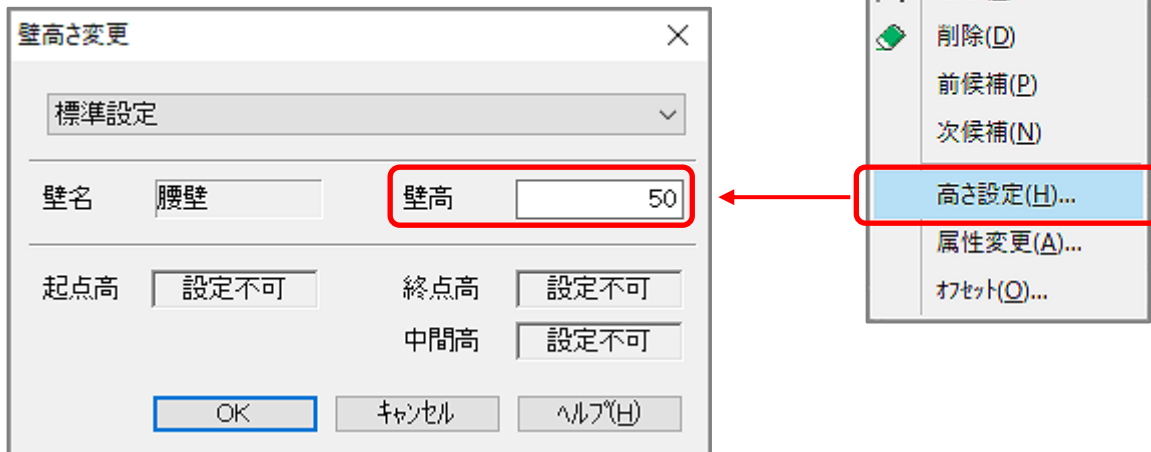 壁高さ変更
標準設定
壁名 腰壁 壁高 50
起点高 設定不可 終点高 設定不可
中間高 設定不可
OK ｷｬﾝｾﾙ ﾍﾙﾌﾟ(H)
削除(D)
前候補(P)
次候補(N)
高さ設定(H)...
属性変更(A)...
ｵﾌｾｯﾄ(O)...